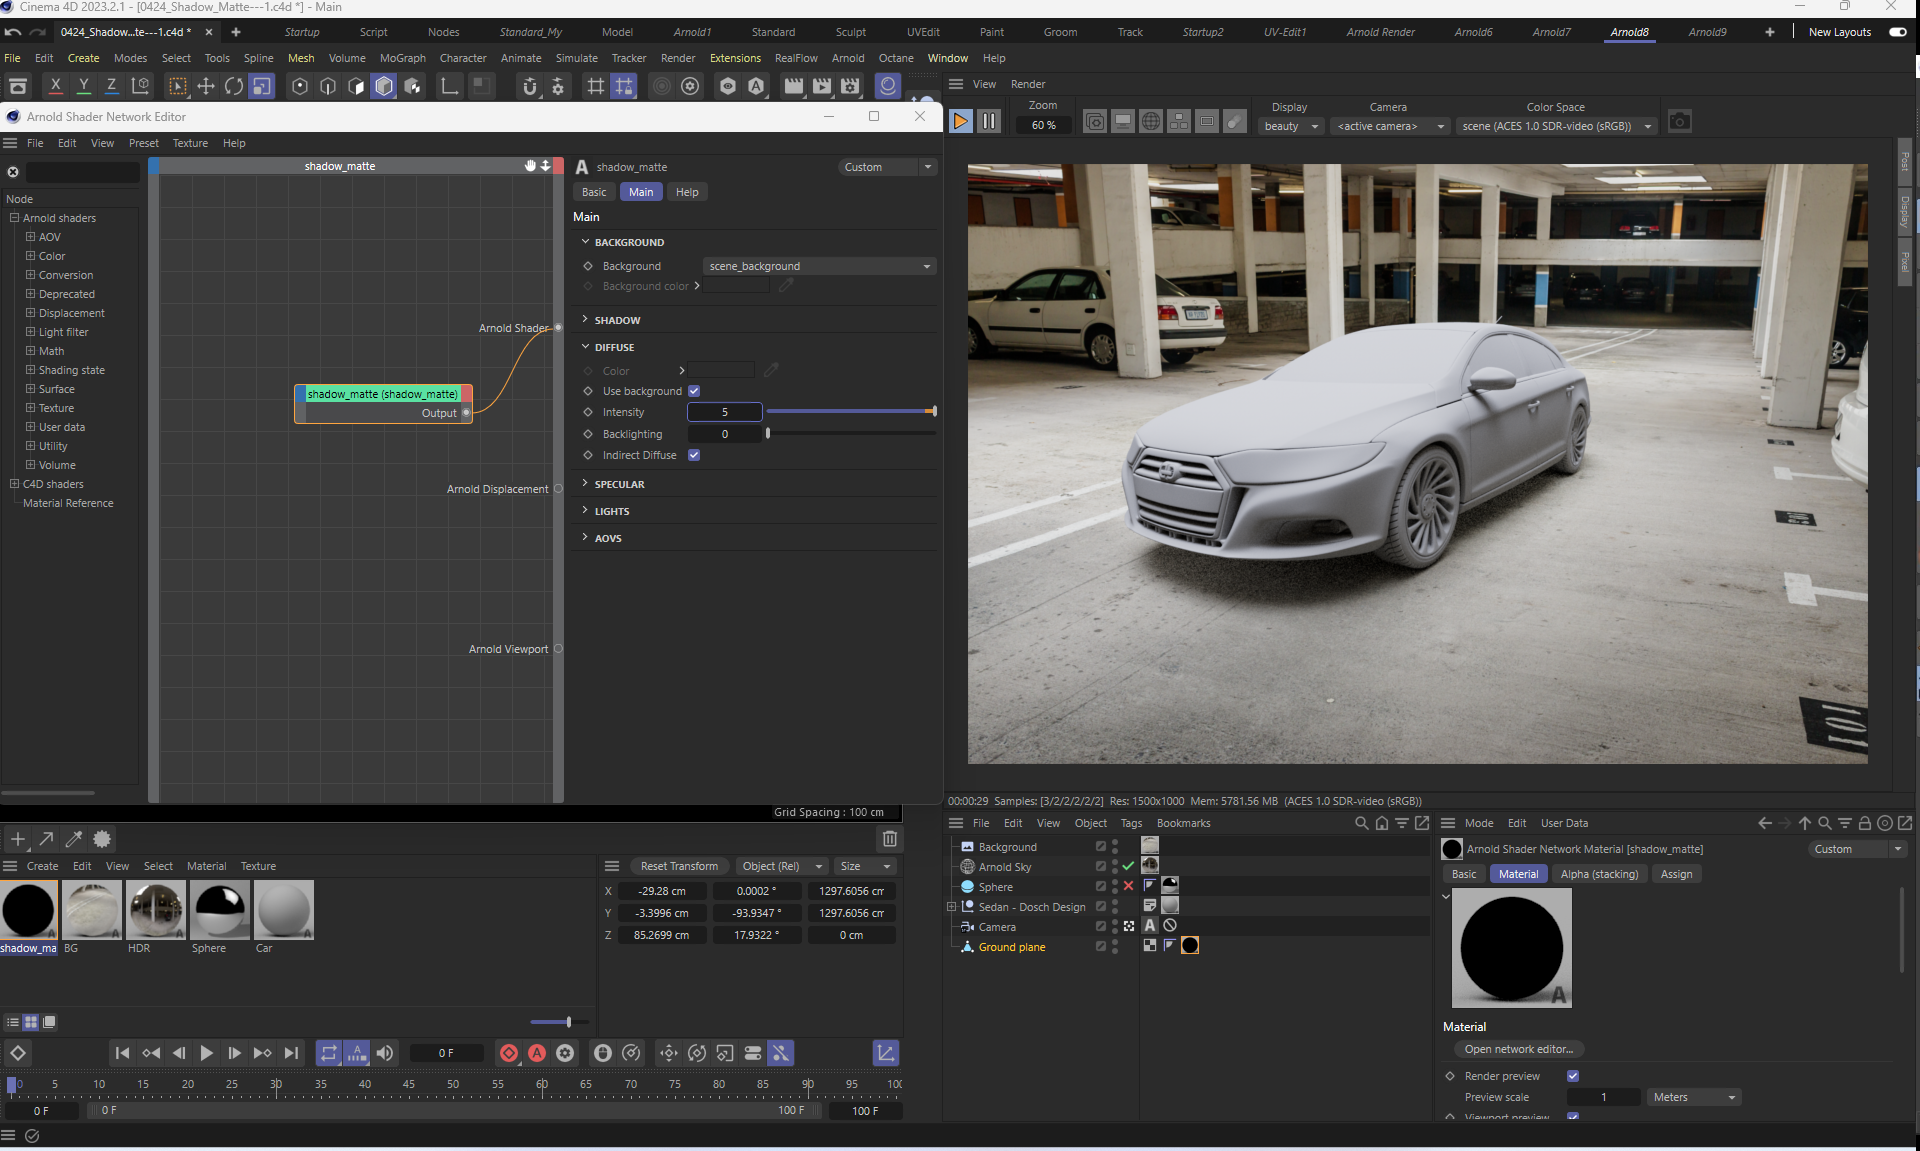 Cinema 4D 2023.2.1 - [0424_Shadow_Matte---1.c4d *] - Main
0424_Shadow...te---1.c4d * × + Startup Script Nodes Standard_My Model Arnold1 Standard Sculpt UVEdit Paint Groom Track Startup2 UV-Edit1 Arnold Render Arnold6 Arnold7 Arnold8 Arnold9 + New Layouts
File Edit Create Modes Select Tools Spline Mesh Volume MoGraph Character Animate Simulate Tracker Render Extensions RealFlow Arnold Octane Window Help
X Y Z
View Render
Zoom
60 %
Display
beauty
Camera
<active camera>
Color Space
scene (ACES 1.0 SDR-video (sRGB))
Post
Display
Pixel
Arnold Shader Network Editor
File Edit View Preset Texture Help
Node
Arnold shaders
AOV
Color
Conversion
Deprecated
Displacement
Light filter
Math
Shading state
Surface
Texture
User data
Utility
Volume
C4D shaders
Material Reference
shadow_matte
Arnold Shader
shadow_matte (shadow_matte)
Output
Arnold Displacement
Arnold Viewport
shadow_matte
Custom
Basic Main Help
Main
BACKGROUND
Background scene_background
Background color
SHADOW
DIFFUSE
Color
Use background
Intensity 5
Backlighting 0
Indirect Diffuse
SPECULAR
LIGHTS
AOVS
101
00:00:29 Samples: [3/2/2/2/2/2] Res: 1500x1000 Mem: 5781.56 MB (ACES 1.0 SDR-video (sRGB))
Grid Spacing : 100 cm
Create Edit View Select Material Texture
shadow_ma BG HDR Sphere Car
Reset Transform Object (Rel) Size
X -29.28 cm 0.0002 ° 1297.6056 cm
Y -3.3996 cm -93.9347 ° 1297.6056 cm
Z 85.2699 cm 17.9322 ° 0 cm
File Edit View Object Tags Bookmarks
Background
Arnold Sky
Sphere
Sedan - Dosch Design
Camera
Ground plane
Mode Edit User Data
Arnold Shader Network Material [shadow_matte]
Custom
Basic Material Alpha (stacking) Assign
Material
Open network editor...
Render preview
Preview scale 1 Meters
Viewport preview
0 F
0 5 10 15 20 25 30 35 40 45 50 55 60 65 70 75 80 85 90 95 100
0 F 0 F 100 F 100 F